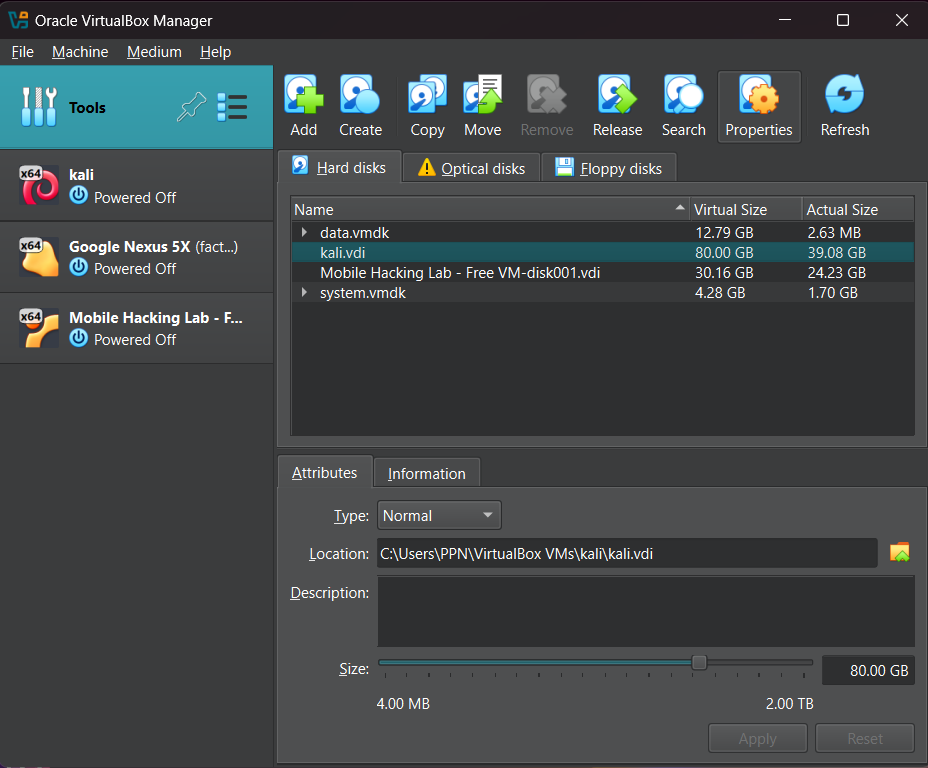 Oracle VirtualBox Manager
File Machine Medium Help
Tools
x64 kali
Powered Off
x64 Google Nexus 5X (fact...)
Powered Off
x64 Mobile Hacking Lab - F...
Powered Off
Add Create Copy Move Remove Release Search Properties Refresh
Hard disks Optical disks Floppy disks
Name Virtual Size Actual Size
data.vmdk 12.79 GB 2.63 MB
kali.vdi 80.00 GB 39.08 GB
Mobile Hacking Lab - Free VM-disk001.vdi 30.16 GB 24.23 GB
system.vmdk 4.28 GB 1.70 GB
Attributes Information
Type: Normal
Location: C:\Users\PPN\VirtualBox VMs\kali\kali.vdi
Description:
Size: 80.00 GB
4.00 MB 2.00 TB
Apply Reset